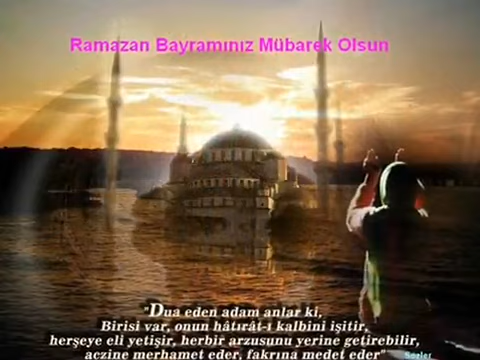 Ramazan Bayramınız Mübarek Olsun
"Dua eden adam anlar ki,
Birisi var, onun hâtırât-ı kalbini işitir,
herşeye eli yetişir, herbir arzusunu yerine getirebilir,
aczine merhamet eder, fakrına medet eder"
Sözler